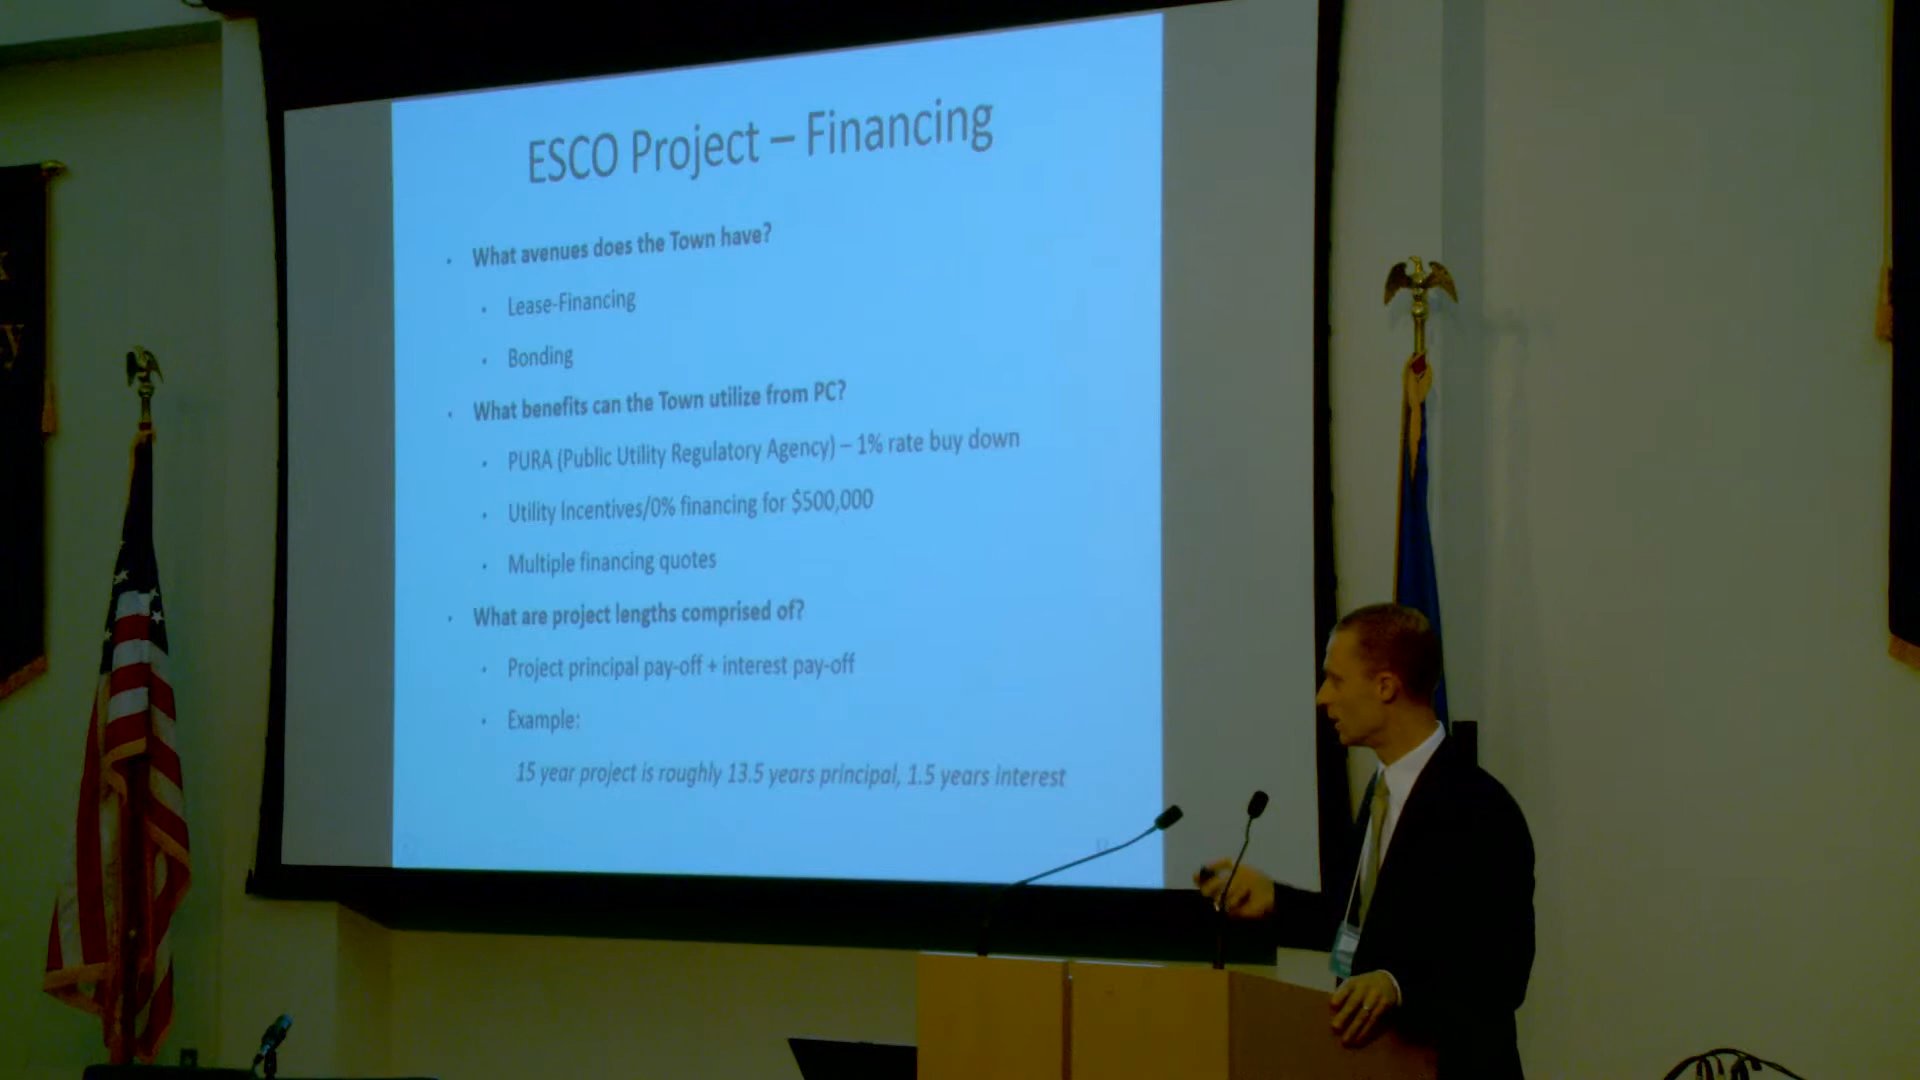 ESCO Project – Financing
What avenues does the Town have?
Lease-Financing
Bonding
What benefits can the Town utilize from PC?
PURA (Public Utility Regulatory Agency) – 1% rate buy down
Utility Incentives/0% financing for $500,000
Multiple financing quotes
What are project lengths comprised of?
Project principal pay-off + interest pay-off
Example:
15 year project is roughly 13.5 years principal, 1.5 years interest